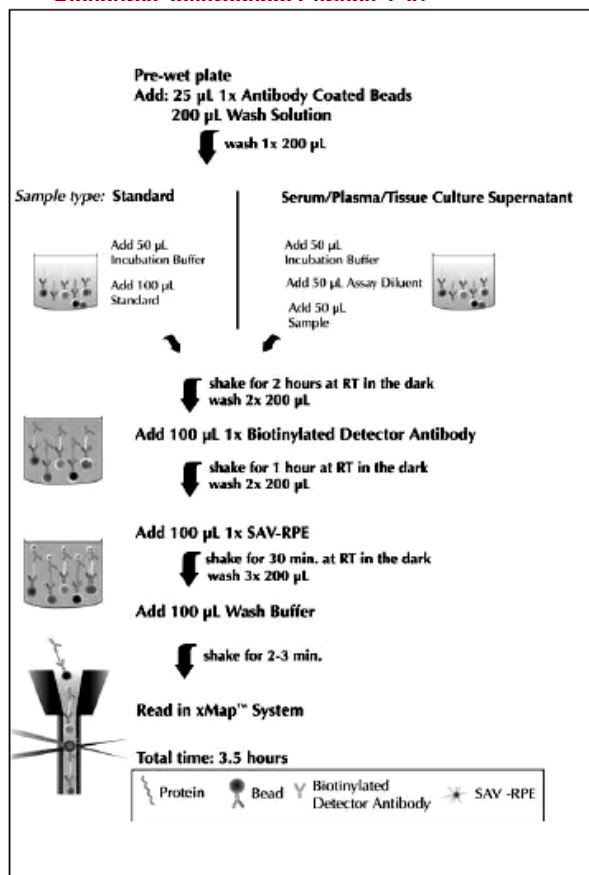 Pre-wet plate
Add: 25 µL 1x Antibody Coated Beads
200 µL Wash Solution
wash 1x 200 µL
Sample type: Standard
Serum/Plasma/Tissue Culture Supernatant
Add 50 µL
Incubation Buffer
Add 100 µL
Standard
Add 50 µL
Incubation Buffer
Add 50 µL Assay Diluent
Add 50 µL
Sample
shake for 2 hours at RT in the dark
wash 2x 200 µL
Add 100 µL 1x Biotinylated Detector Antibody
shake for 1 hour at RT in the dark
wash 2x 200 µL
Add 100 µL 1x SAV-RPE
shake for 30 min. at RT in the dark
wash 3x 200 µL
Add 100 µL Wash Buffer
shake for 2-3 min.
Read in xMap™ System
Total time: 3.5 hours
Protein
Bead
Biotinylated
Detector Antibody
SAV -RPE